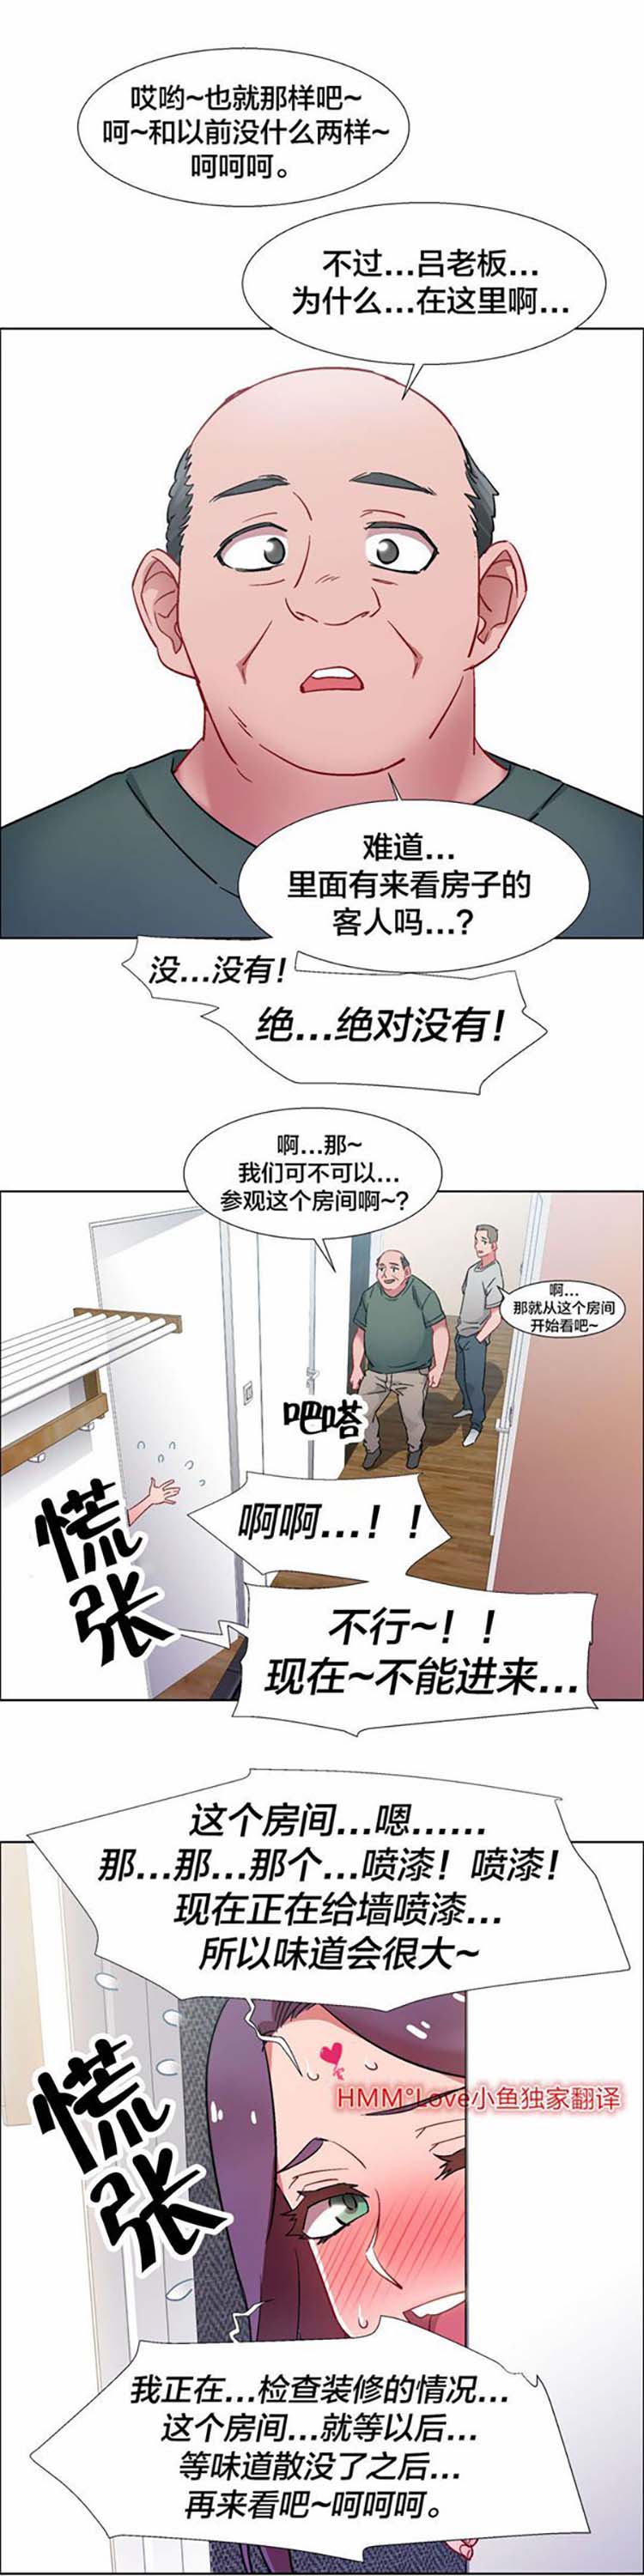 哎哟~也就那样吧~
呵~和以前没什么两样~
呵呵呵。
不过...吕老板...
为什么...在这里啊...
难道...
里面有来看房子的
客人吗...?
没...没有!
绝...绝对没有!
啊...那~
我们可不可以...
参观这个房间啊~?
啊...
那就从这个房间
开始看吧~
吧嗒
慌张
啊啊...!!
不行~!!
现在~不能进来...
这个房间...嗯......
那...那...那个...喷漆!喷漆!
现在正在给墙喷漆...
所以味道会很大~
HMM°Love小鱼独家翻译
慌张
我正在...检查装修的情况...
这个房间...就等以后...
等味道散没了之后...
再来看吧~呵呵呵。